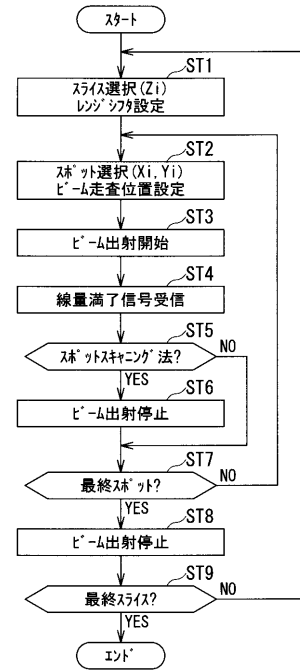 スタート
ST1
スライス選択(Zi)
レンジシフタ設定
ST2
スポット選択(Xi,Yi)
ビーム走査位置設定
ST3
ビーム出射開始
ST4
線量満了信号受信
ST5
スポットスキャニング法?
NO
YES
ST6
ビーム出射停止
ST7
最終スポット?
NO
YES
ST8
ビーム出射停止
ST9
最終スライス?
NO
YES
エンド